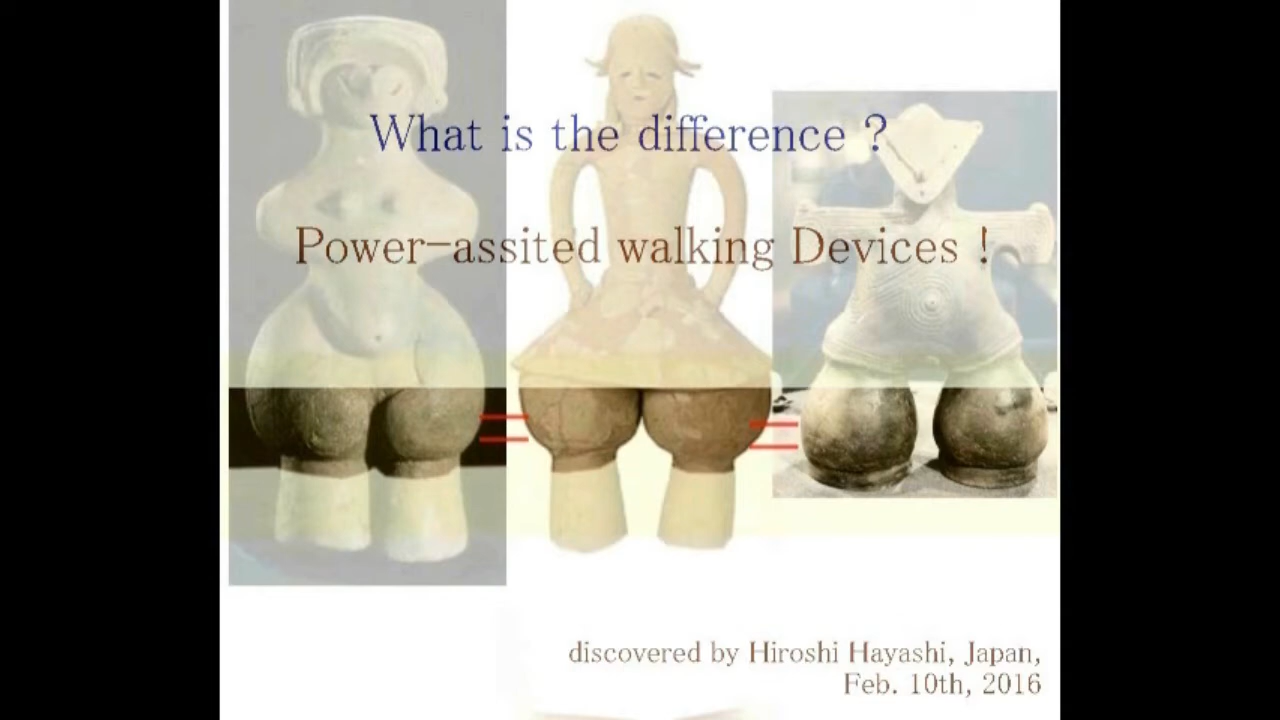 What is the difference ?
Power-assited walking Devices !
discovered by Hiroshi Hayashi, Japan,
Feb. 10th, 2016